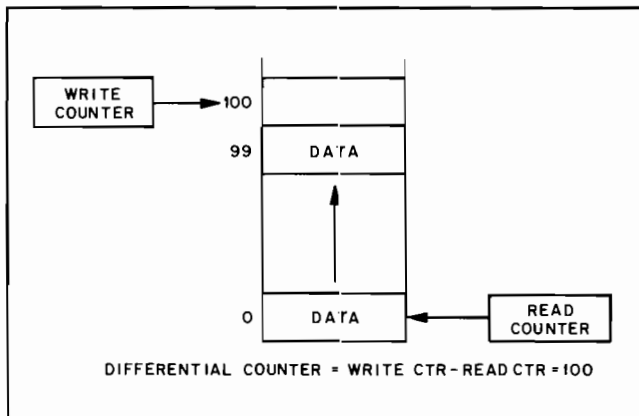 WRITE
COUNTER
100
99
DATA
0
DATA
READ
COUNTER
DIFFERENTIAL COUNTER = WRITE CTR-READ CTR = 100